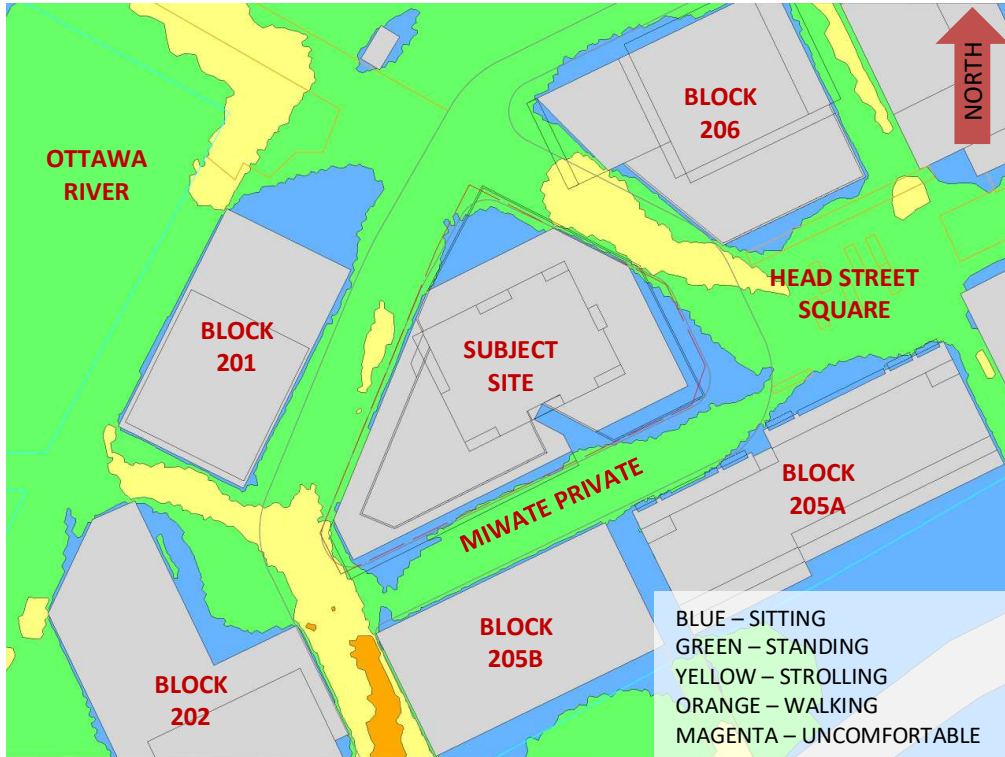 NORTH
BLOCK
206
OTTAWA
RIVER
HEAD STREET
SQUARE
BLOCK
201
SUBJECT
SITE
BLOCK
205A
MIWATE PRIVATE
BLOCK
205B
BLOCK
202
BLUE – SITTING
GREEN – STANDING
YELLOW – STROLLING
ORANGE – WALKING
MAGENTA – UNCOMFORTABLE